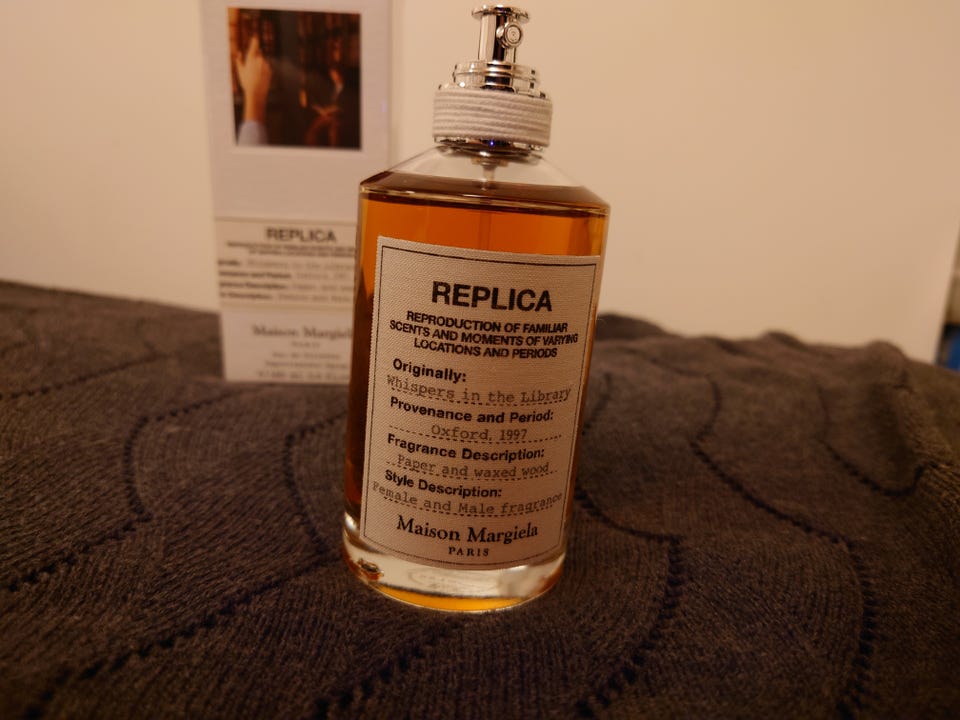 REPLICA
REPRODUCTION OF FAMILIAR
SCENTS AND MOMENTS OF VARYING
LOCATIONS AND PERIODS
Originally:
Whispers in the Library
Provenance and Period:
Oxford, 1997
Fragrance Description:
Paper and waxed wood
Style Description:
Female and Male fragrance
Maison Margiela
PARIS
REPLICA
Maison Margiela
PARIS